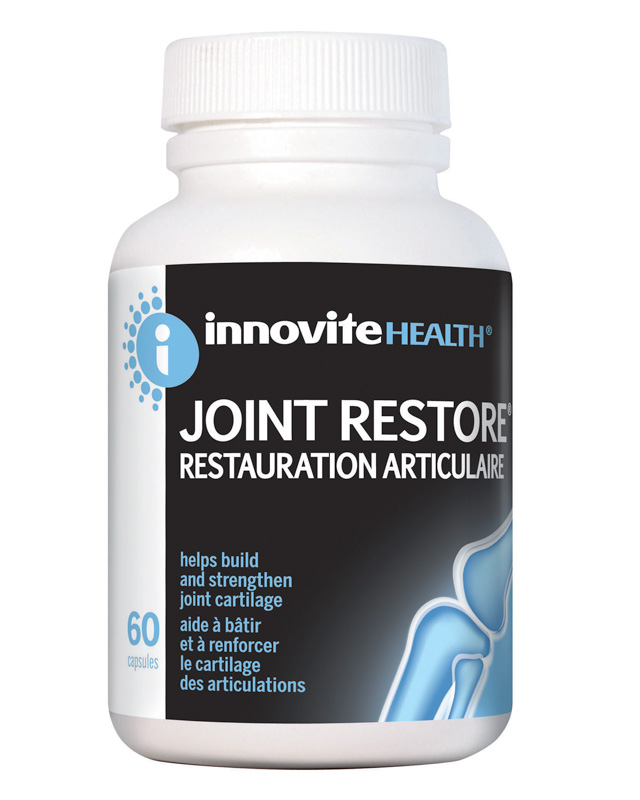 i innoviteHEALTH®
JOINT RESTORE®
RESTAURATION ARTICULAIRE
helps build
and strengthen
joint cartilage
aide à bâtir
et à renforcer
le cartilage
des articulations
60
capsules